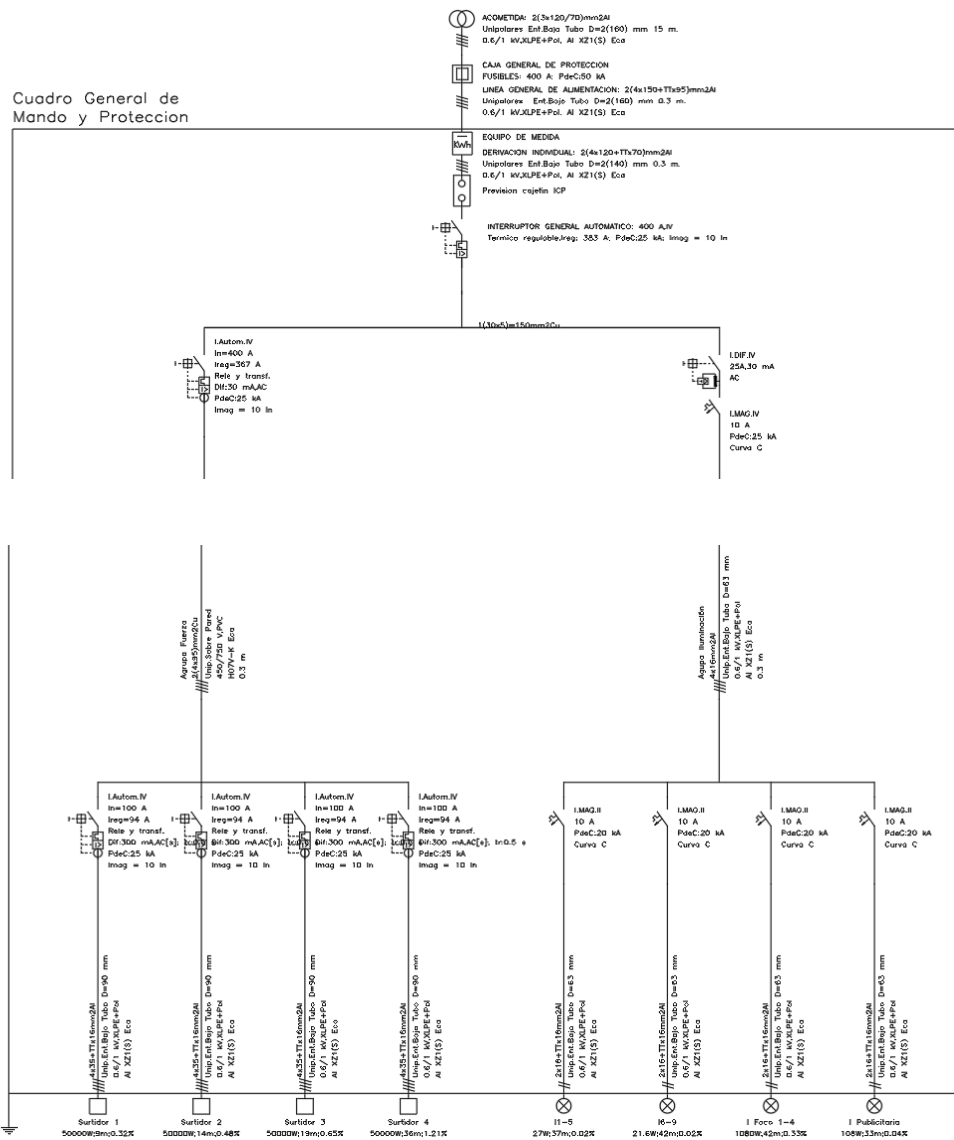 ACOMETIDA: 2(3x120/70)mm2Al
Unipolares Ent.Bajo Tubo D=2(160) mm 15 m.
0.6/1 kV,XLPE+Pol, Al XZ1(S) Eca
CAJA GENERAL DE PROTECCION
FUSIBLES: 400 A; PdeC:50 kA
LINEA GENERAL DE ALIMENTACION: 2(4x150+TTx95)mm2Al
Unipolares Ent.Bajo Tubo D=2(160) mm 0.3 m.
0.6/1 kV,XLPE+Pol, Al XZ1(S) Eca
Cuadro General de
Mando y Proteccion
kWh
EQUIPO DE MEDIDA
DERIVACION INDIVIDUAL: 2(4x120+TTx70)mm2Al
Unipolares Ent.Bajo Tubo D=2(140) mm 0.3 m.
0.6/1 kV,XLPE+Pol, Al XZ1(S) Eca
Prevision cajetin ICP
INTERRUPTOR GENERAL AUTOMATICO: 400 A,IV
Termico regulable,Ireg: 383 A; PdeC:25 kA; Imag = 10 In
1(30x5)=150mm2Cu
I.Autom.IV
In=400 A
Ireg=367 A
Rele y transf.
Dif:30 mA,AC
PdeC:25 kA
Imag = 10 In
I.DIF.IV
25A,30 mA
AC
I.MAG.IV
10 A
PdeC:25 kA
Curva C
Agrupa Fuerza
2(4x95)mm2Cu
Unip.Sobre Pared
450/750 V,PVC
H07V-K Eca
0.3 m
Agupa Iluminación
4x16mm2Al
Unip.Ent.Bajo Tubo D=63 mm
0.6/1 kV,XLPE+Pol
Al XZ1(S) Eca
0.3 m
I.Autom.IV
In=100 A
Ireg=94 A
Rele y transf.
Dif:300 mA,AC[s];
PdeC:25 kA
Imag = 10 In
I.Autom.IV
In=100 A
Ireg=94 A
Rele y transf.
Dif:300 mA,AC[s];
PdeC:25 kA
Imag = 10 In
I.Autom.IV
In=100 A
Ireg=94 A
Rele y transf.
Dif:300 mA,AC[s];
PdeC:25 kA
Imag = 10 In
I.Autom.IV
In=100 A
Ireg=94 A
Rele y transf.
Dif:300 mA,AC[s];
PdeC:25 kA
Imag = 10 In
I.MAG.II
10 A
PdeC:20 kA
Curva C
I.MAG.II
10 A
PdeC:20 kA
Curva C
I.MAG.II
10 A
PdeC:20 kA
Curva C
I.MAG.II
10 A
PdeC:20 kA
Curva C
4x35+TTx16mm2Al
Unip.Ent.Bajo Tubo D=90 mm
0.6/1 kV,XLPE+Pol
Al XZ1(S) Eca
4x35+TTx16mm2Al
Unip.Ent.Bajo Tubo D=90 mm
0.6/1 kV,XLPE+Pol
Al XZ1(S) Eca
4x35+TTx16mm2Al
Unip.Ent.Bajo Tubo D=90 mm
0.6/1 kV,XLPE+Pol
Al XZ1(S) Eca
4x35+TTx16mm2Al
Unip.Ent.Bajo Tubo D=90 mm
0.6/1 kV,XLPE+Pol
Al XZ1(S) Eca
2x16+TTx16mm2Al
Unip.Ent.Bajo Tubo D=63 mm
0.6/1 kV,XLPE+Pol
Al XZ1(S) Eca
2x16+TTx16mm2Al
Unip.Ent.Bajo Tubo D=63 mm
0.6/1 kV,XLPE+Pol
Al XZ1(S) Eca
2x16+TTx16mm2Al
Unip.Ent.Bajo Tubo D=63 mm
0.6/1 kV,XLPE+Pol
Al XZ1(S) Eca
2x16+TTx16mm2Al
Unip.Ent.Bajo Tubo D=63 mm
0.6/1 kV,XLPE+Pol
Al XZ1(S) Eca
Surtidor 1
50000W;9m;0.32%
Surtidor 2
50000W;14m;0.48%
Surtidor 3
50000W;19m;0.65%
Surtidor 4
50000W;36m;1.21%
I1-5
27W;37m;0.02%
I6-9
21.6W;42m;0.02%
I Foco 1-4
1080W;42m;0.33%
I Publicitaria
108W;33m;0.04%